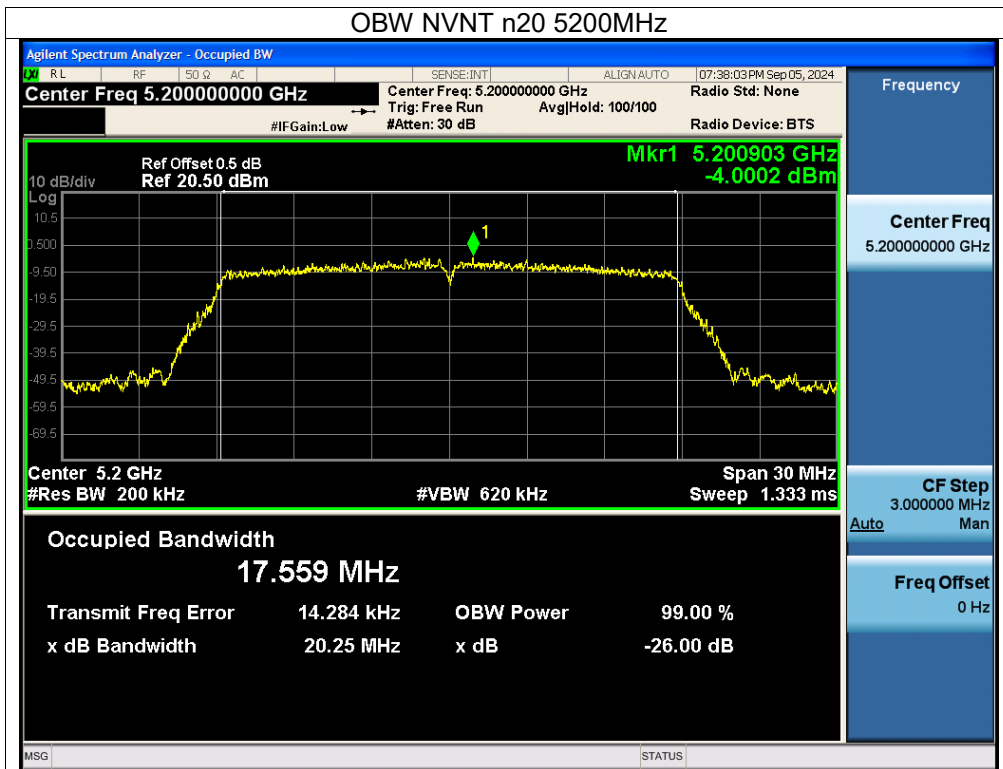 OBW NVNT n20 5200MHz
Agilent Spectrum Analyzer - Occupied BW
LXI RL RF 50 Ω AC SENSE:INT ALIGN AUTO 07:38:03 PM Sep 05, 2024
Center Freq 5.200000000 GHz
Center Freq: 5.200000000 GHz
Radio Std: None
Trig: Free Run Avg|Hold: 100/100
#IFGain:Low #Atten: 30 dB Radio Device: BTS
Frequency
Ref Offset 0.5 dB
10 dB/div Ref 20.50 dBm
Mkr1 5.200903 GHz
-4.0002 dBm
Log
10.5
0.500
-9.50
-19.5
-29.5
-39.5
-49.5
-59.5
-69.5
1
Center 5.2 GHz Span 30 MHz
#Res BW 200 kHz #VBW 620 kHz Sweep 1.333 ms
Center Freq
5.200000000 GHz
CF Step
3.000000 MHz
Auto Man
Freq Offset
0 Hz
Occupied Bandwidth
17.559 MHz
Transmit Freq Error 14.284 kHz OBW Power 99.00 %
x dB Bandwidth 20.25 MHz x dB -26.00 dB
MSG STATUS